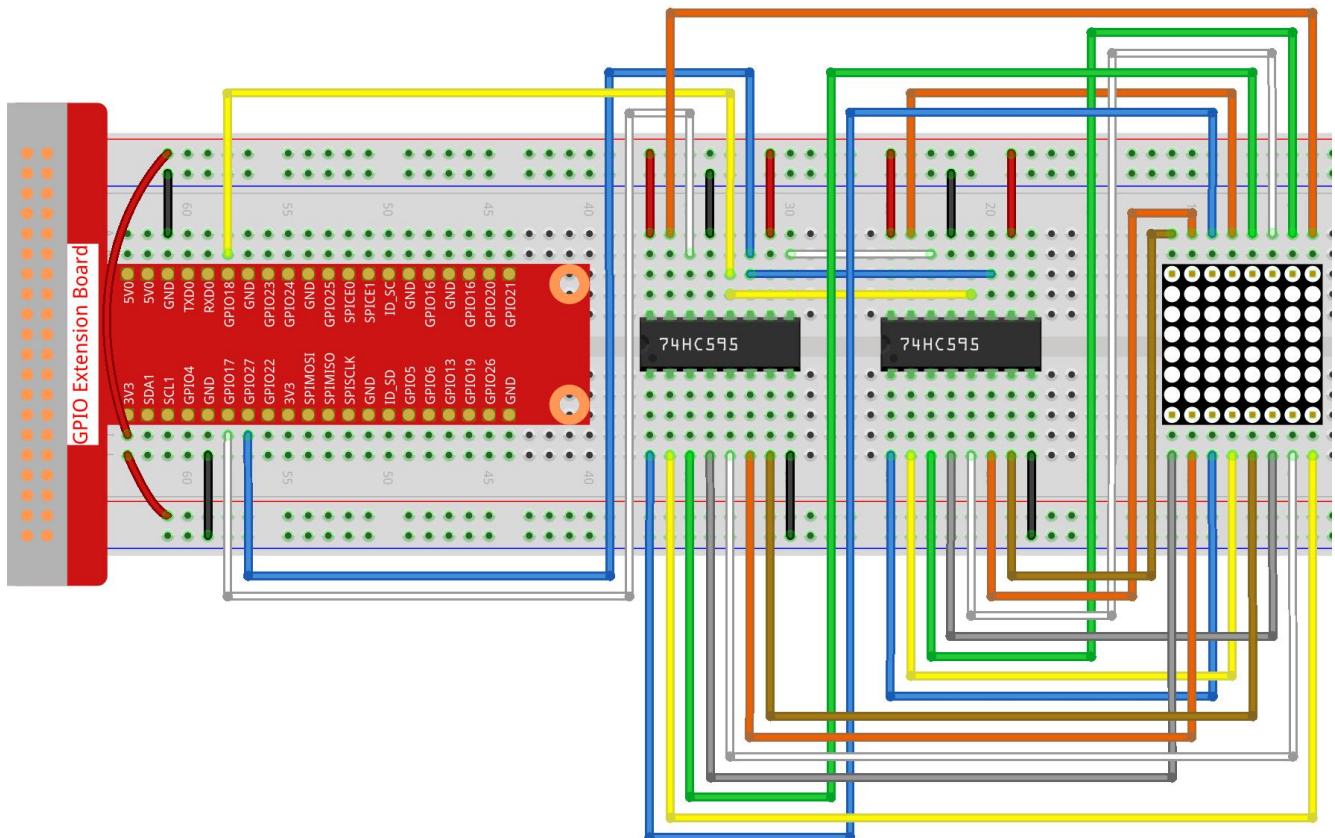 GPIO Extension Board
60
55
50
45
40
30
20
5V0
5V0
GND
TXD0
RXD0
GPIO18
GND
GPIO23
GPIO24
GND
GPIO25
SPICE0
SPICE1
ID_SC
GND
GPIO16
GND
GPIO16
GPIO20
GPIO21
3V3
SDA1
SCL1
GPIO4
GND
GPIO17
GPIO27
GPIO22
3V3
SPIMOSI
SPIMISO
SPISCLK
GND
ID_SD
GPIO5
GPIO6
GPIO13
GPIO19
GPIO26
GND
74HC595
74HC595
60
55
50
45
40